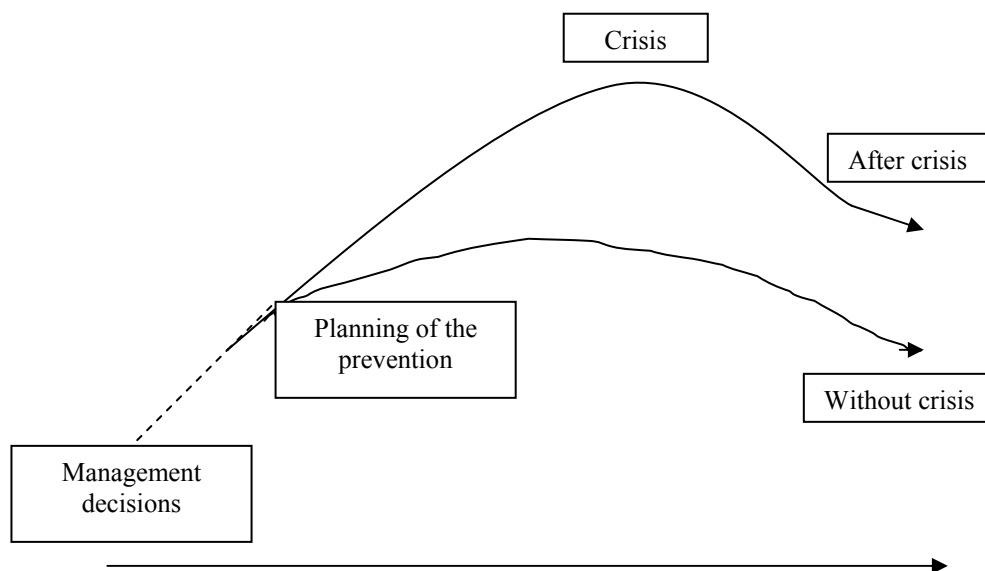 Crisis
After crisis
Planning of the
prevention
Without crisis
Management
decisions